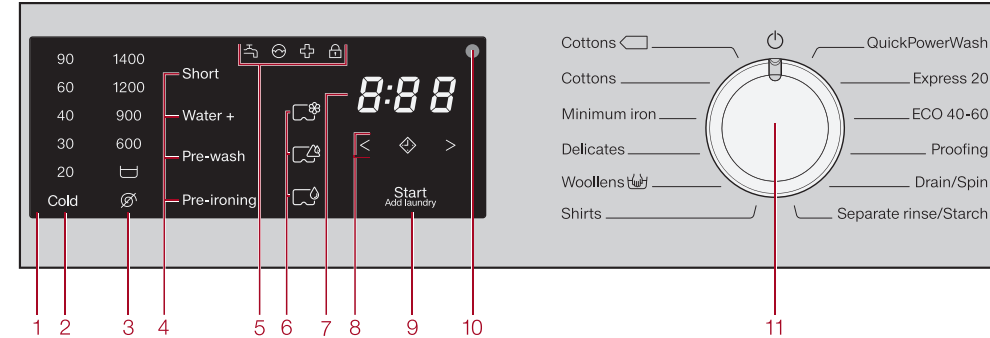 90 1400
60 1200
40 900
30 600
20
Cold
Short
Water +
Pre-wash
Pre-ironing
8:88
< >
Start
Add laundry
Cottons
Cottons
Minimum iron
Delicates
Woollens
Shirts
QuickPowerWash
Express 20
ECO 40-60
Proofing
Drain/Spin
Separate rinse/Starch
1 2 3 4 5 6 7 8 9 10 11